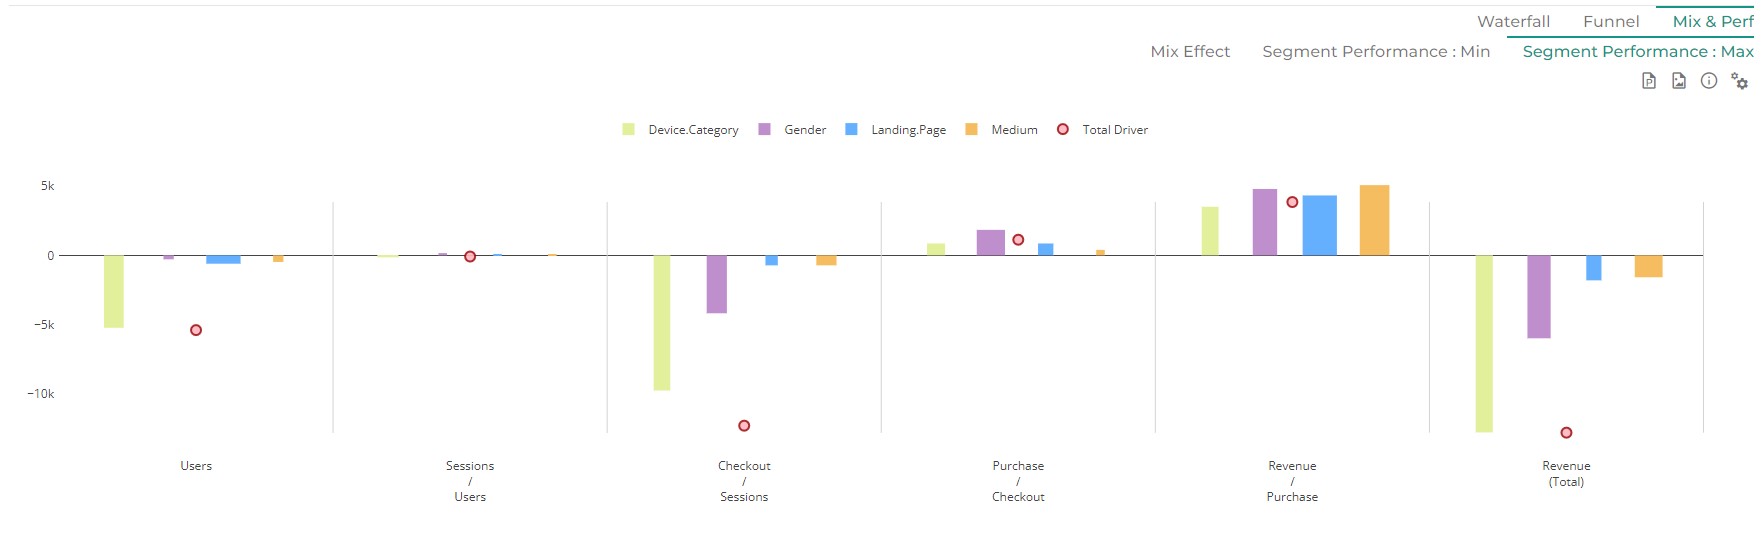 Waterfall Funnel Mix & Perf
Mix Effect Segment Performance : Min Segment Performance : Max
Device.Category Gender Landing.Page Medium Total Driver
5k
0
−5k
−10k
Users
Sessions
/
Users
Checkout
/
Sessions
Purchase
/
Checkout
Revenue
/
Purchase
Revenue
(Total)